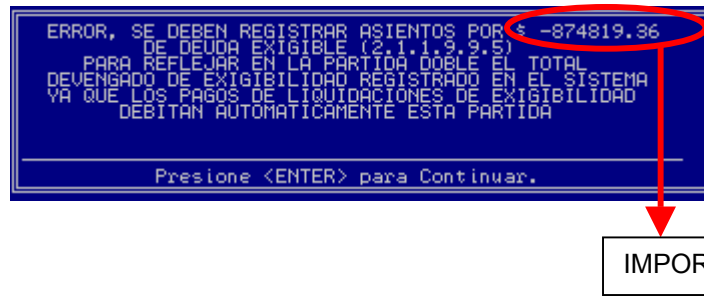 ERROR, SE DEBEN REGISTRAR ASIENTOS POR $ -874819.36
DE DEUDA EXIGIBLE (2.1.1.9.9.5)
PARA REFLEJAR EN LA PARTIDA DOBLE EL TOTAL
DEVENGADO DE EXIGIBILIDAD REGISTRADO EN EL SISTEMA
YA QUE LOS PAGOS DE LIQUIDACIONES DE EXIGIBILIDAD
DEBITAN AUTOMATICAMENTE ESTA PARTIDA
Presione <ENTER> para Continuar.
IMPOR